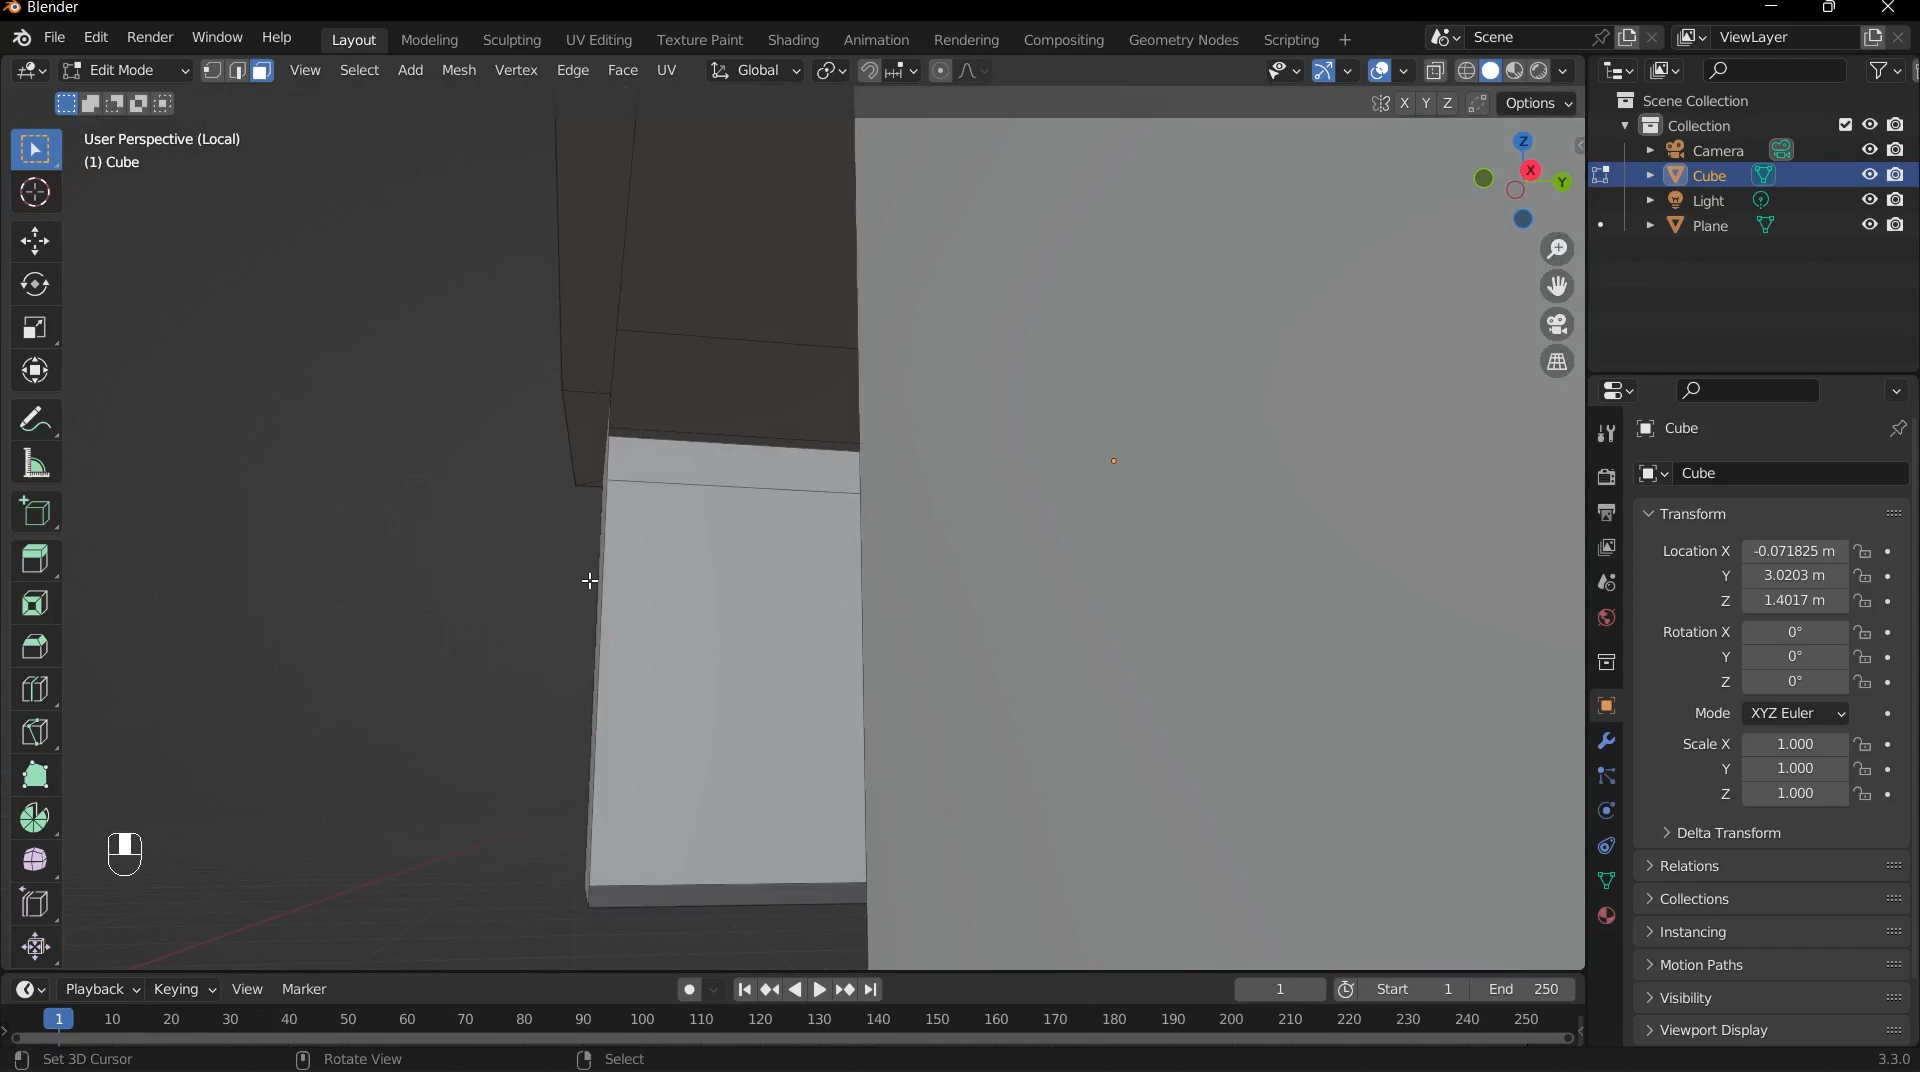 Blender
File Edit Render Window Help Layout Modeling Sculpting UV Editing Texture Paint Shading Animation Rendering Compositing Geometry Nodes Scripting + Scene ViewLayer
Edit Mode View Select Add Mesh Vertex Edge Face UV Global
X Y Z Options
User Perspective (Local)
(1) Cube
Z
X
Y
Scene Collection
Collection
Camera
Cube
Light
Plane
Cube
Cube
Transform
Location X -0.071825 m
Y 3.0203 m
Z 1.4017 m
Rotation X 0°
Y 0°
Z 0°
Mode XYZ Euler
Scale X 1.000
Y 1.000
Z 1.000
Delta Transform
Relations
Collections
Instancing
Motion Paths
Visibility
Viewport Display
Playback Keying View Marker 1 Start 1 End 250
1 10 20 30 40 50 60 70 80 90 100 110 120 130 140 150 160 170 180 190 200 210 220 230 240 250
Set 3D Cursor Rotate View Select 3.3.0